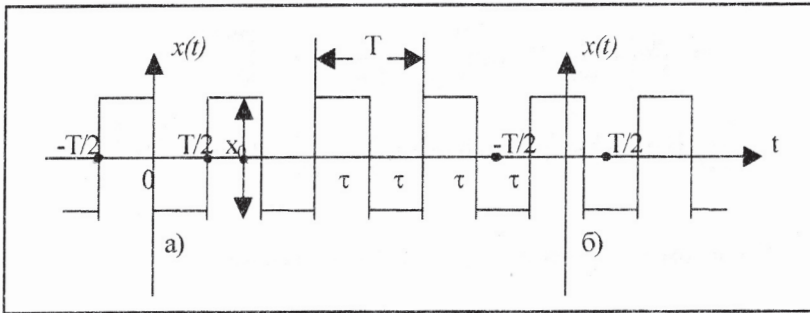 x(t) T x(t)
-T/2 T/2 x₀ -T/2 T/2 t
0 τ τ τ τ
а) б)